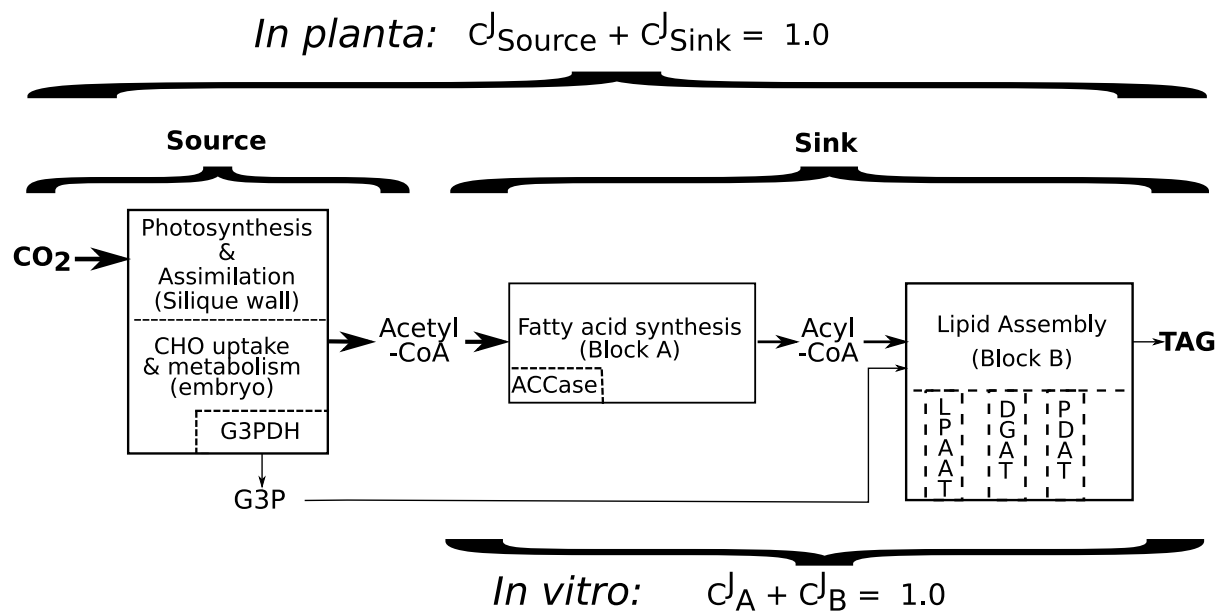 In planta: CJSource + CJSink = 1.0
Source
Sink
CO2
Photosynthesis
&
Assimilation
(Silique wall)
CHO uptake
& metabolism
(embryo)
G3PDH
G3P
Acetyl
-CoA
Fatty acid synthesis
(Block A)
ACCase
Acyl
-CoA
Lipid Assembly
(Block B)
LPAAT
DGAT
PDAT
TAG
In vitro: CJA + CJB = 1.0